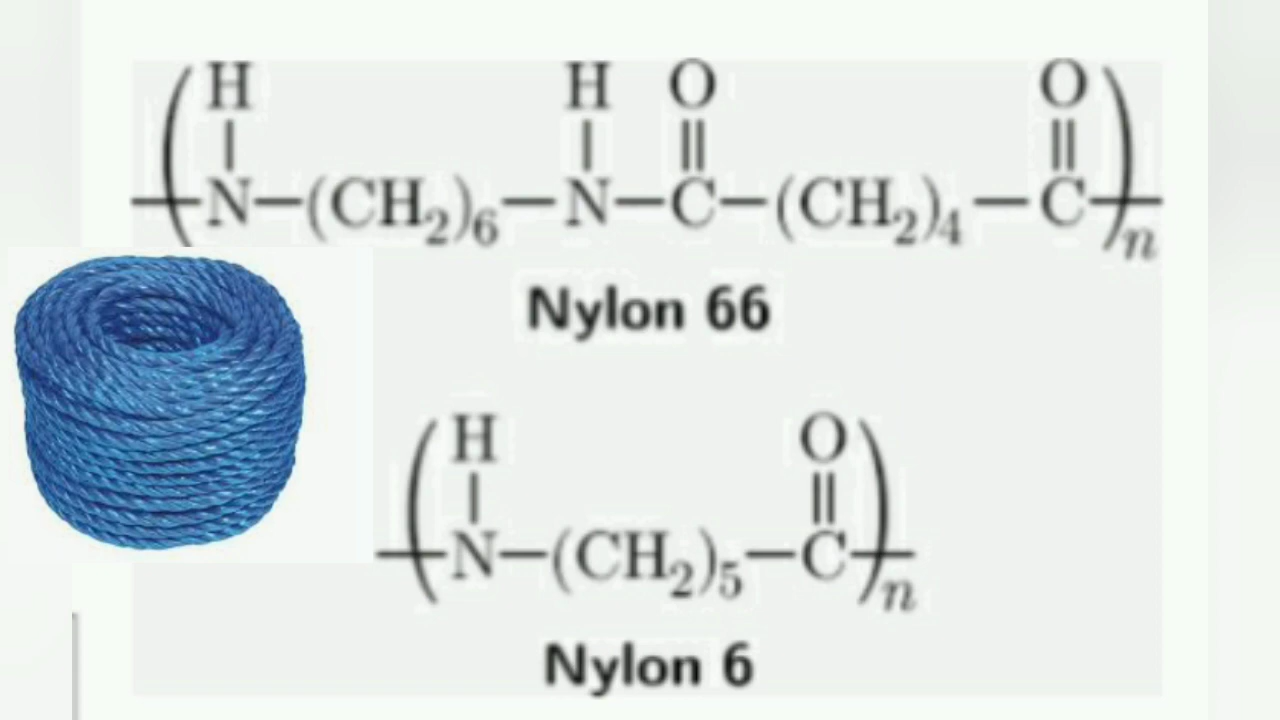 H H O O
—(N—(CH₂)₆—N—C—(CH₂)₄—C)—n
Nylon 66
H O
—(N—(CH₂)₅—C)—n
Nylon 6